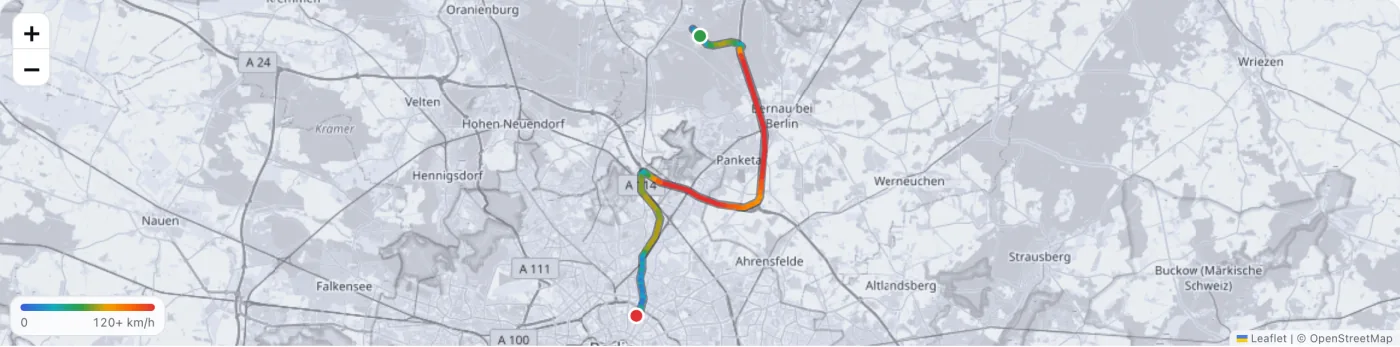 Oranienburg
+
−
A 24
Wriezen
Velten
Hohen Neuendorf
Bernau bei
Berlin
Krämer
Panketal
Hennigsdorf
A 114
Werneuchen
Nauen
A 111
Ahrensfelde
Strausberg
Buckow (Märkische
Schweiz)
Falkensee
Altlandsberg
0
120+ km/h
A 100
Leaflet | © OpenStreetMap